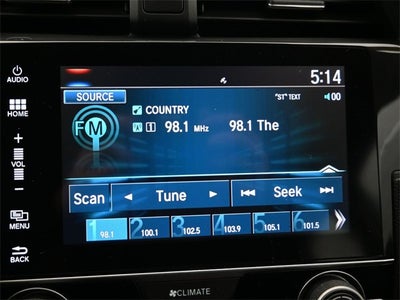 5:14
AUDIO
SOURCE
"ST" TEXT
00
HOME
COUNTRY
FM
A 1 98.1 MHz 98.1 The
+
VOL
−
Scan
Tune
Seek
MENU
1 98.1
2 100.1
3 102.5
4 103.9
5 105.1
6 101.5
BACK
CLIMATE